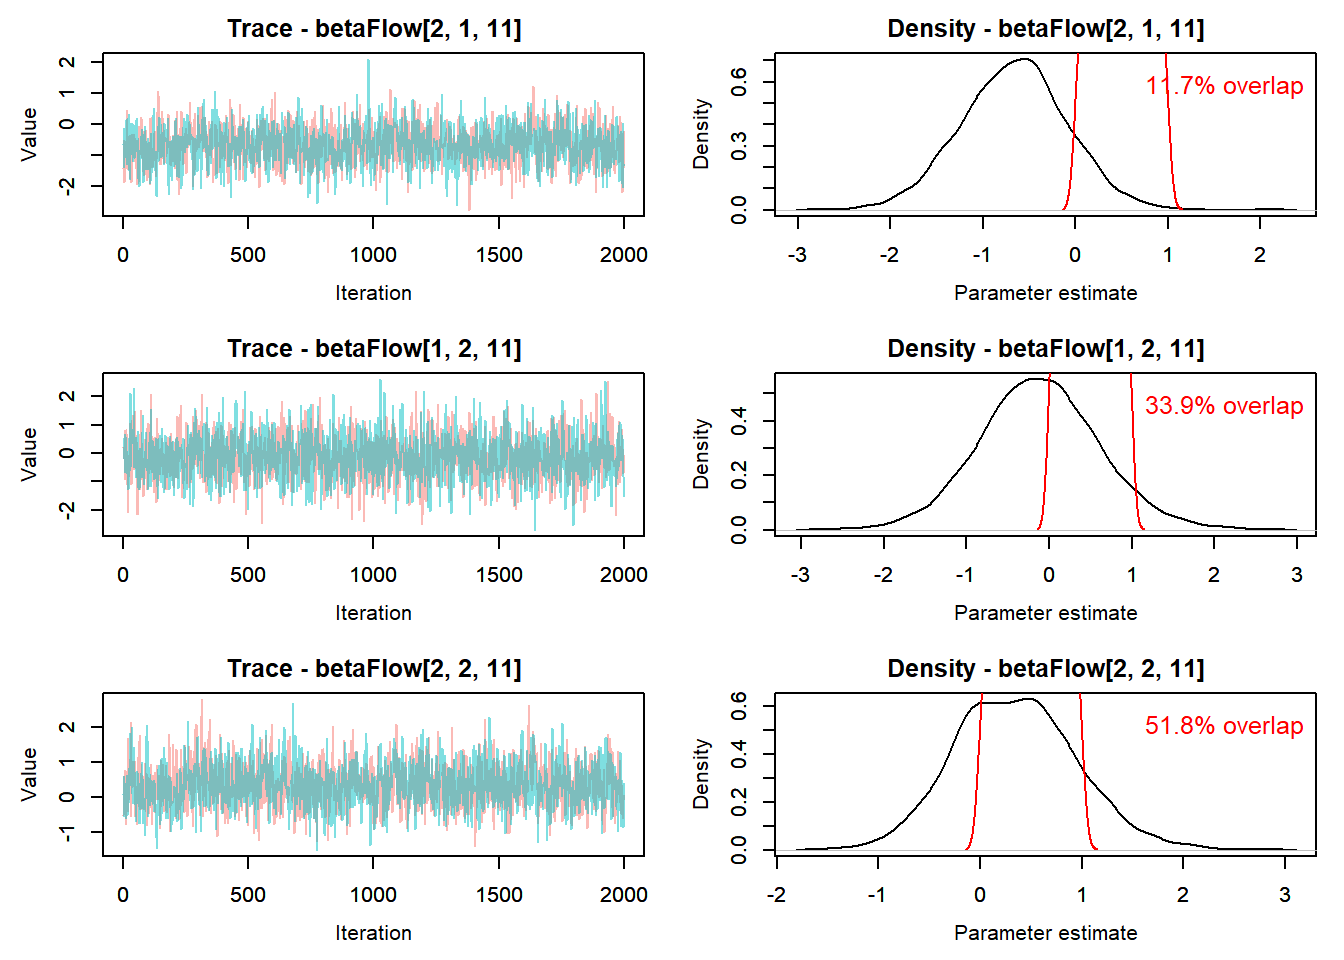 Trace - betaFlow[2, 1, 11]
Value
2
1
0
-2
0
500
1000
1500
2000
Iteration
Density - betaFlow[2, 1, 11]
Density
0.6
0.3
0.0
11.7% overlap
-3
-2
-1
0
1
2
Parameter estimate
Trace - betaFlow[1, 2, 11]
Value
2
1
0
-2
0
500
1000
1500
2000
Iteration
Density - betaFlow[1, 2, 11]
Density
0.4
0.2
0.0
33.9% overlap
-3
-2
-1
0
1
2
3
Parameter estimate
Trace - betaFlow[2, 2, 11]
Value
2
1
0
-1
0
500
1000
1500
2000
Iteration
Density - betaFlow[2, 2, 11]
Density
0.6
0.4
0.2
0.0
51.8% overlap
-2
-1
0
1
2
3
Parameter estimate